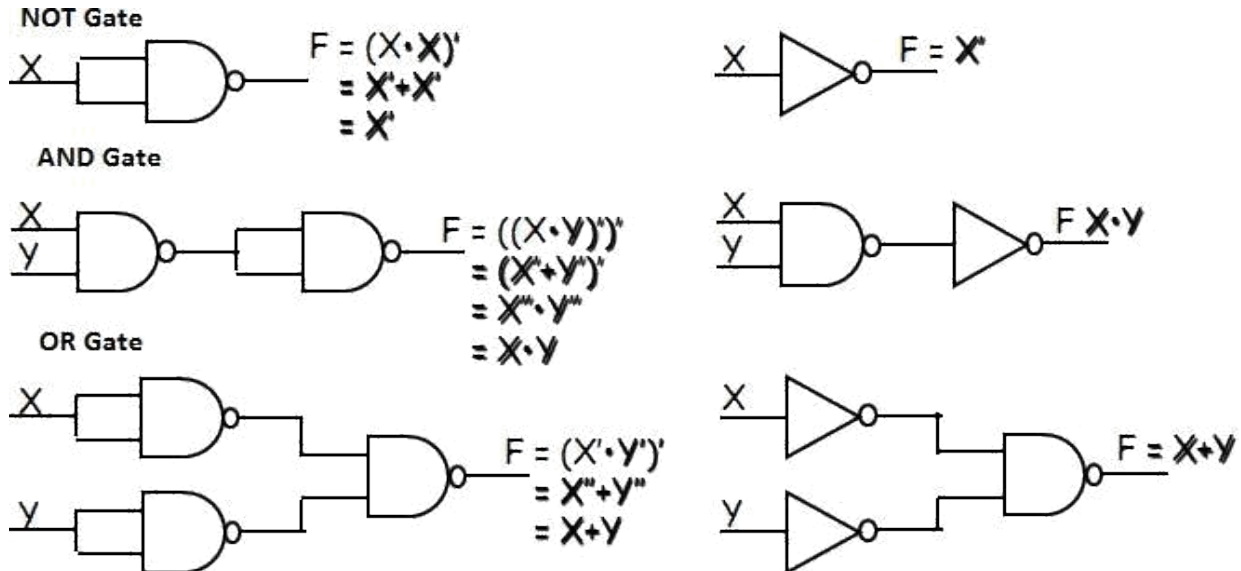 NOT Gate
X
F = (X·X)'
= X'+X'
= X'
X
F = X'
AND Gate
X
Y
F = ((X·Y)')'
= (X'+Y')'
= X''·Y''
= X·Y
X
Y
F X·Y
OR Gate
X
Y
F = (X'·Y')'
= X''+Y''
= X+Y
X
Y
F = X+Y